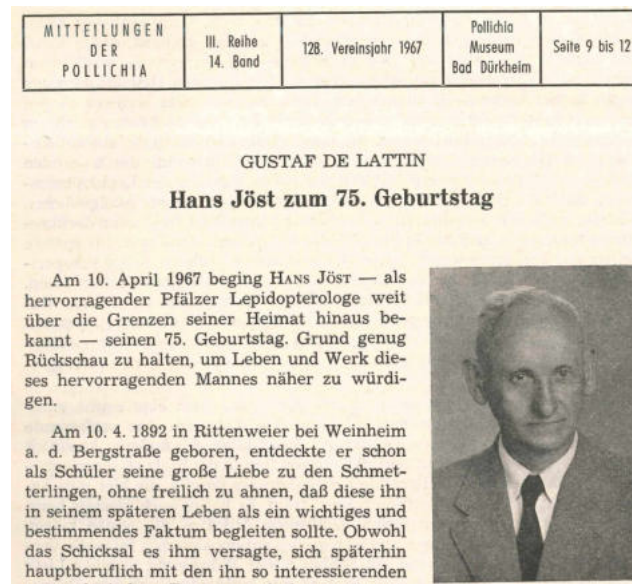 MITTEILUNGEN
DER
POLLICHIA
III. Reihe
14. Band
128. Vereinsjahr 1967
Pollichia
Museum
Bad Dürkheim
Seite 9 bis 12
GUSTAF DE LATTIN
Hans Jöst zum 75. Geburtstag
Am 10. April 1967 beging HANS JÖST — als
hervorragender Pfälzer Lepidopterologe weit
über die Grenzen seiner Heimat hinaus be-
kannt — seinen 75. Geburtstag. Grund genug
Rückschau zu halten, um Leben und Werk die-
ses hervorragenden Mannes näher zu würdi-
gen.
Am 10. 4. 1892 in Rittenweier bei Weinheim
a. d. Bergstraße geboren, entdeckte er schon
als Schüler seine große Liebe zu den Schmet-
terlingen, ohne freilich zu ahnen, daß diese ihn
in seinem späteren Leben als ein wichtiges und
bestimmendes Faktum begleiten sollte. Obwohl
das Schicksal es ihm versagte, sich späterhin
hauptberuflich mit den ihn so interessierenden